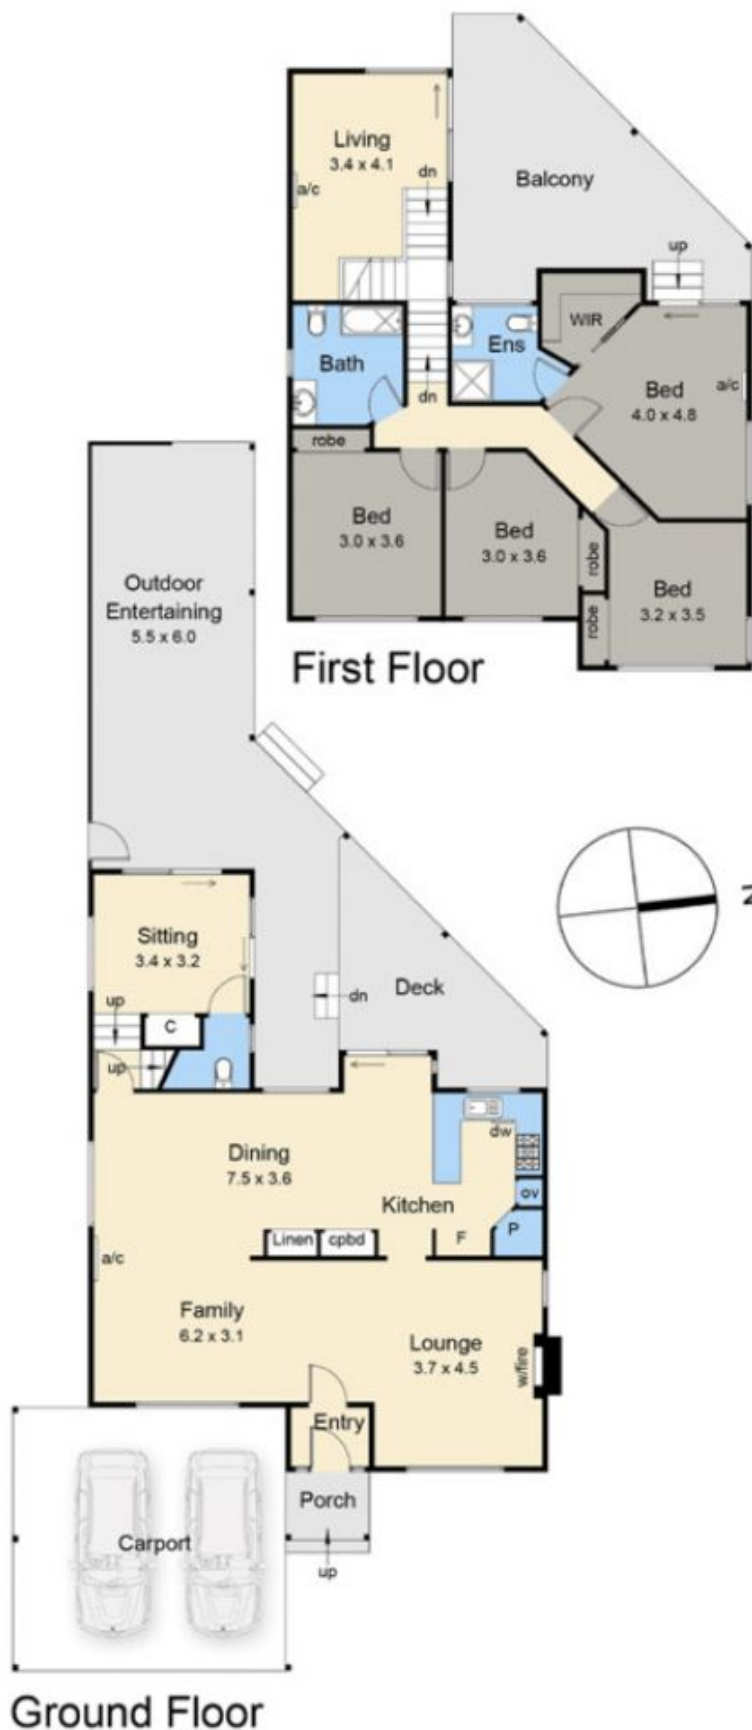 Living
3.4 x 4.1
a/c
dn
Balcony
up
WIR
Bath
Ens
dn
Bed
4.0 x 4.8
a/c
robe
Bed
3.0 x 3.6
Bed
3.0 x 3.6
robe
robe
Bed
3.2 x 3.5
First Floor
Outdoor
Entertaining
5.5 x 6.0
N
Sitting
3.4 x 3.2
up
C
up
dn
Deck
Dining
7.5 x 3.6
dw
Kitchen
ov
P
F
Linen
cpbd
a/c
Family
6.2 x 3.1
Lounge
3.7 x 4.5
w/fire
Entry
Porch
Carport
up
Ground Floor